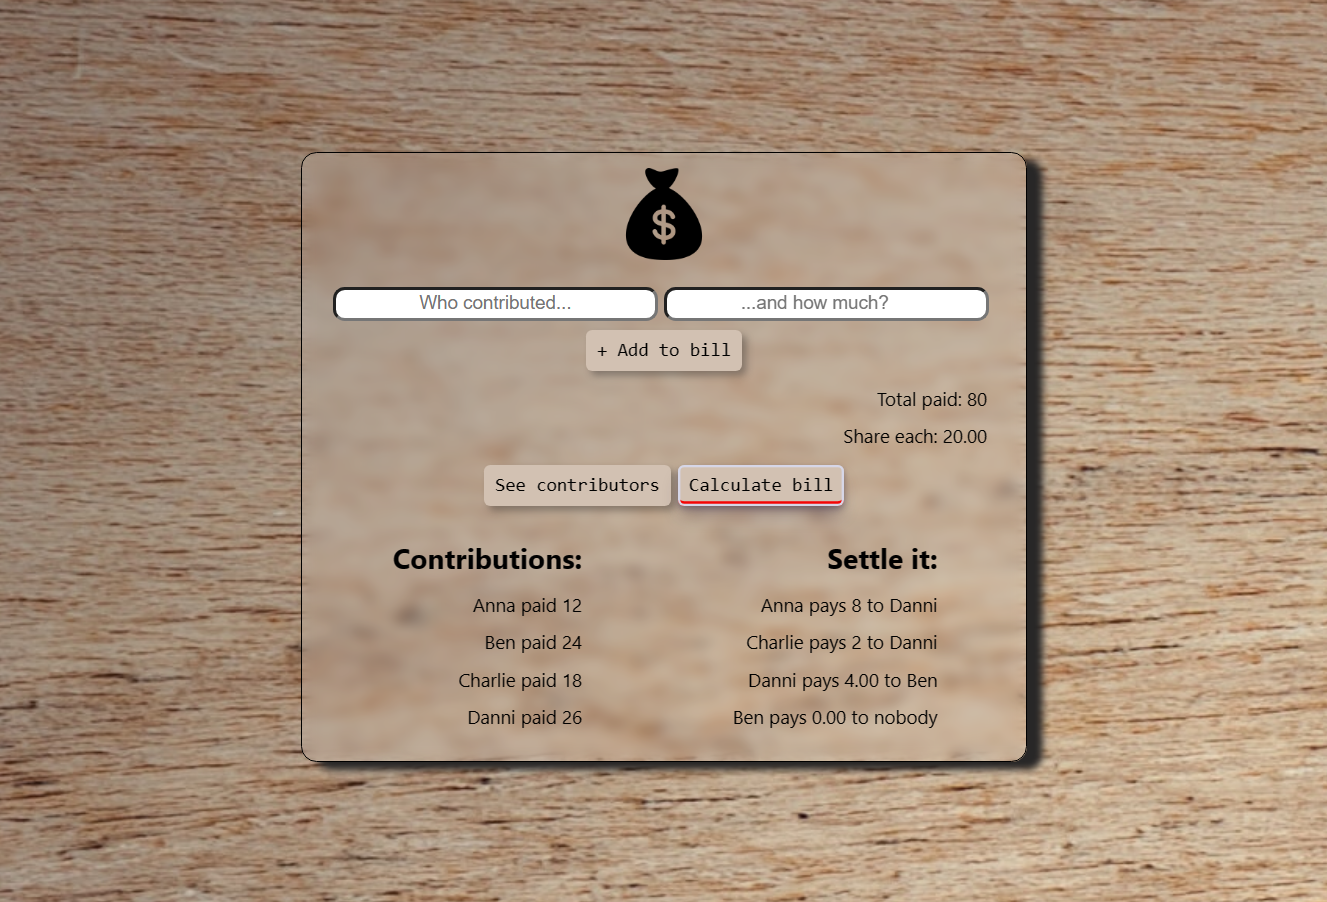 $
Who contributed...
...and how much?
+ Add to bill
Total paid: 80
Share each: 20.00
See contributors
Calculate bill
Contributions:
Anna paid 12
Ben paid 24
Charlie paid 18
Danni paid 26
Settle it:
Anna pays 8 to Danni
Charlie pays 2 to Danni
Danni pays 4.00 to Ben
Ben pays 0.00 to nobody